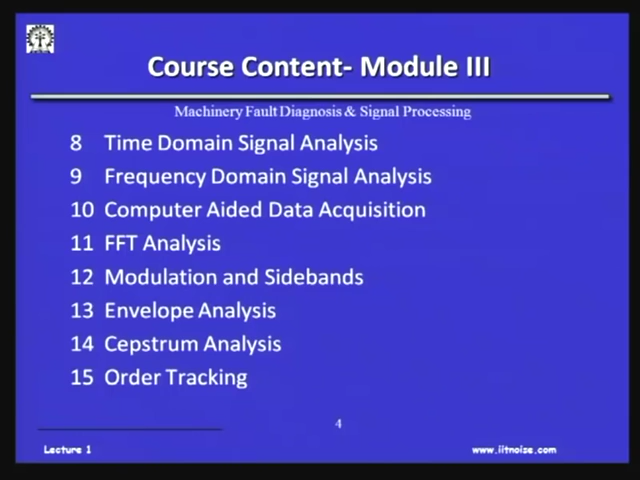 Course Content- Module III
Machinery Fault Diagnosis & Signal Processing
8 Time Domain Signal Analysis
9 Frequency Domain Signal Analysis
10 Computer Aided Data Acquisition
11 FFT Analysis
12 Modulation and Sidebands
13 Envelope Analysis
14 Cepstrum Analysis
15 Order Tracking
4
Lecture 1
www.iitnoise.com